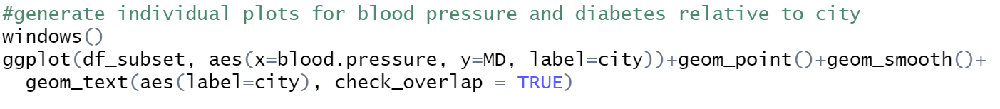 #generate individual plots for blood pressure and diabetes relative to city
windows()
ggplot(df_subset, aes(x=blood.pressure, y=MD, label=city))+geom_point()+geom_smooth()+
  geom_text(aes(label=city), check_overlap = TRUE)